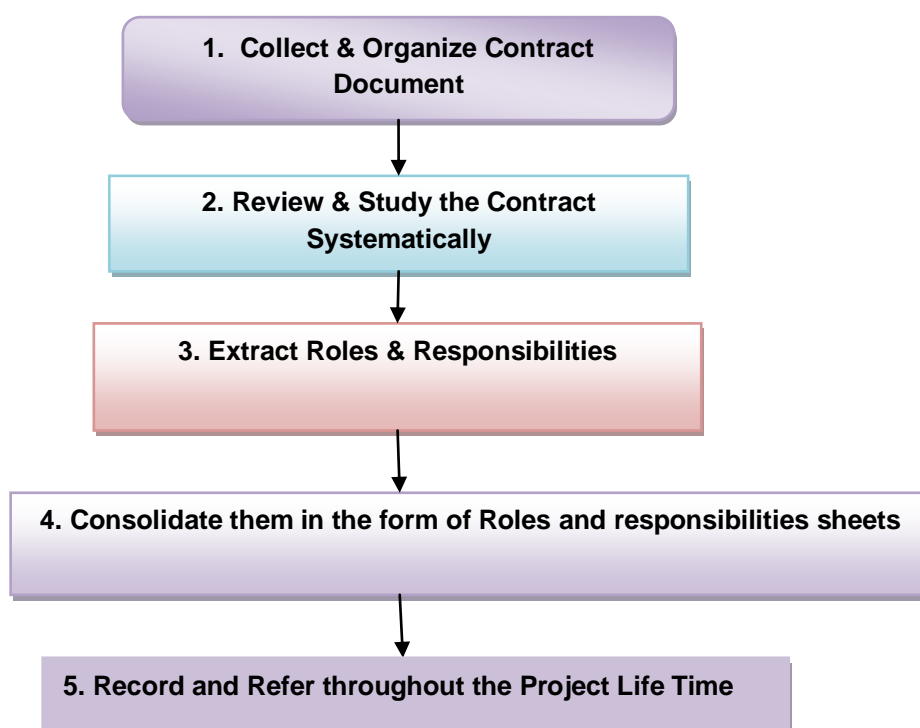 1. Collect & Organize Contract
Document
2. Review & Study the Contract
Systematically
3. Extract Roles & Responsibilities
4. Consolidate them in the form of Roles and responsibilities sheets
5. Record and Refer throughout the Project Life Time